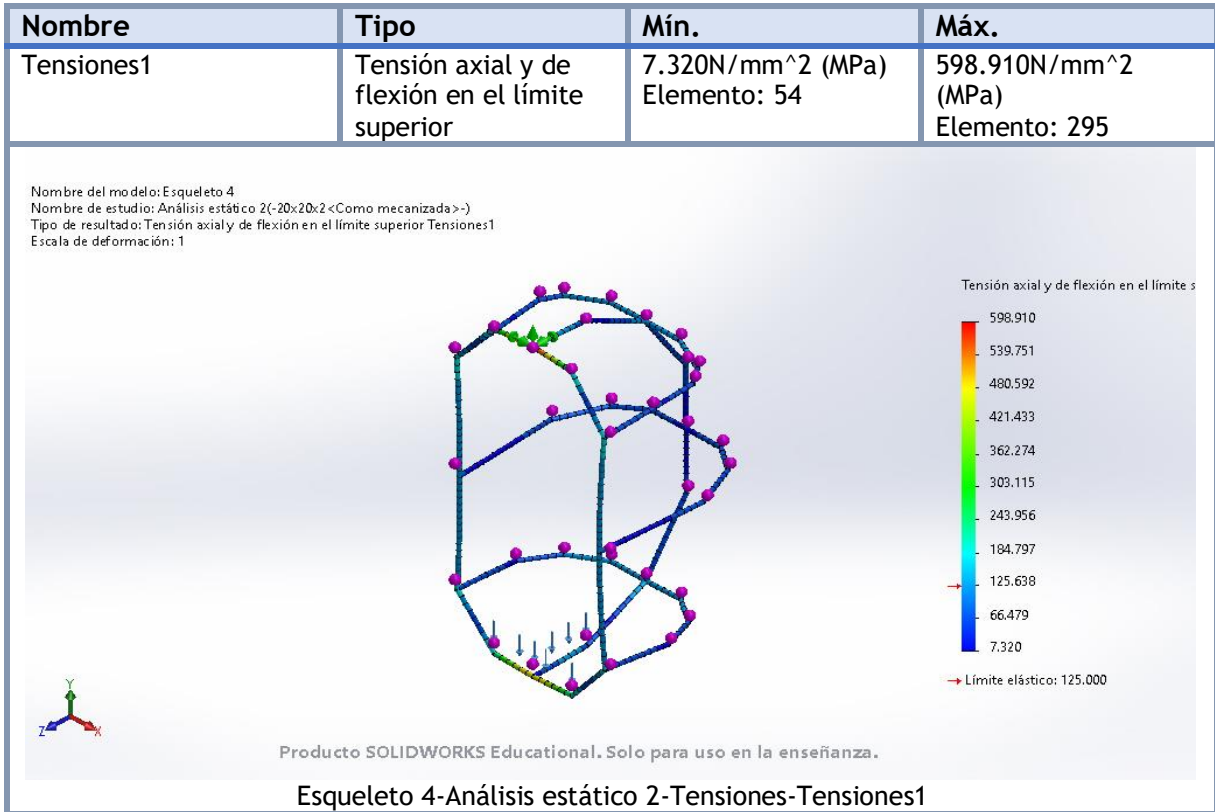 Nombre Tipo Mín. Máx.
Tensiones1 Tensión axial y de flexión en el límite superior 7.320N/mm^2 (MPa) Elemento: 54 598.910N/mm^2 (MPa) Elemento: 295
Nombre del modelo: Esqueleto 4
Nombre de estudio: Análisis estático 2(-20x20x2<Como mecanizada>-)
Tipo de resultado: Tensión axial y de flexión en el límite superior Tensiones1
Escala de deformación: 1
Tensión axial y de flexión en el límite s
598.910
539.751
480.592
421.433
362.274
303.115
243.956
184.797
125.638
66.479
7.320
Límite elástico: 125.000
Y
Z
X
Producto SOLIDWORKS Educational. Solo para uso en la enseñanza.
Esqueleto 4-Análisis estático 2-Tensiones-Tensiones1